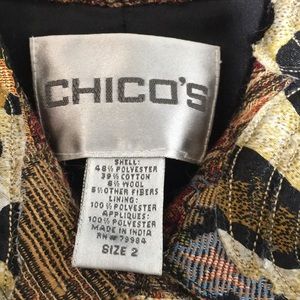 CHICO'S
SHELL:
48% POLYESTER
39% COTTON
8% WOOL
5% OTHER FIBERS
LINING:
100% POLYESTER
APPLIQUES:
100% POLYESTER
MADE IN INDIA
RN# 79984
SIZE 2